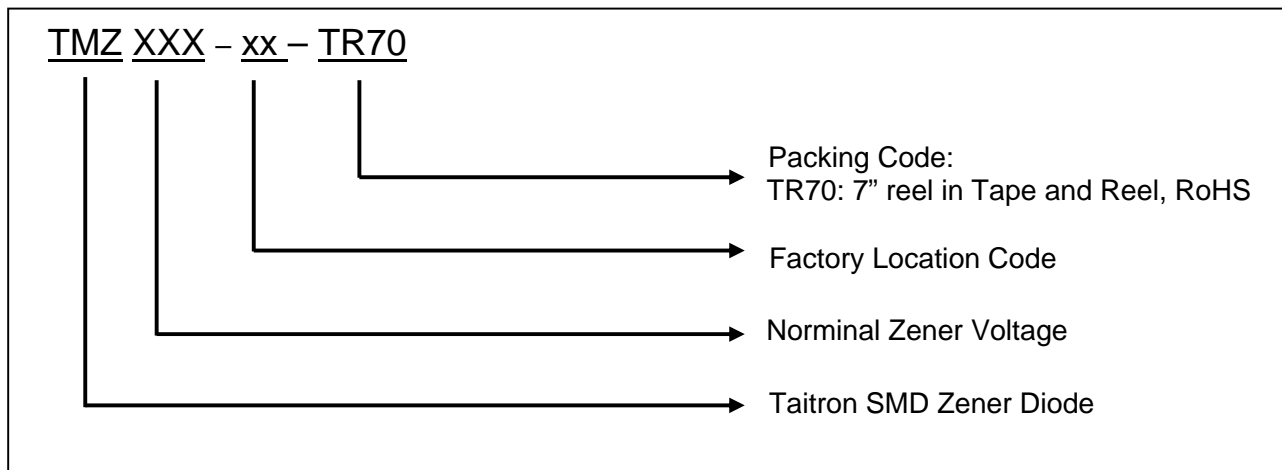 TMZ XXX – xx – TR70
Packing Code:
TR70: 7” reel in Tape and Reel, RoHS
Factory Location Code
Norminal Zener Voltage
Taitron SMD Zener Diode